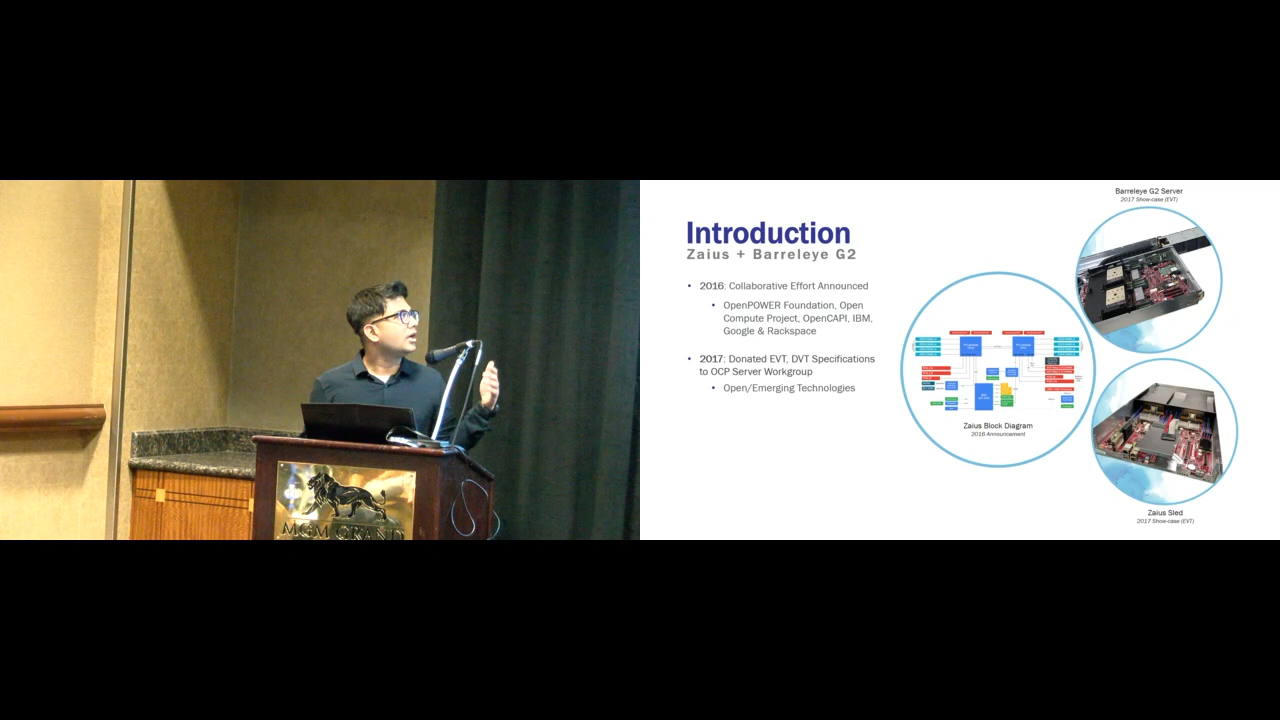 MGM GRAND
Introduction
Zaius + Barreleye G2
• 2016: Collaborative Effort Announced
• OpenPOWER Foundation, Open
Compute Project, OpenCAPI, IBM,
Google & Rackspace
• 2017: Donated EVT, DVT Specifications
to OCP Server Workgroup
• Open/Emerging Technologies
Zaius Block Diagram
2016 Announcement
Barreleye G2 Server
2017 Show-case (EVT)
Zaius Sled
2017 Show-case (EVT)